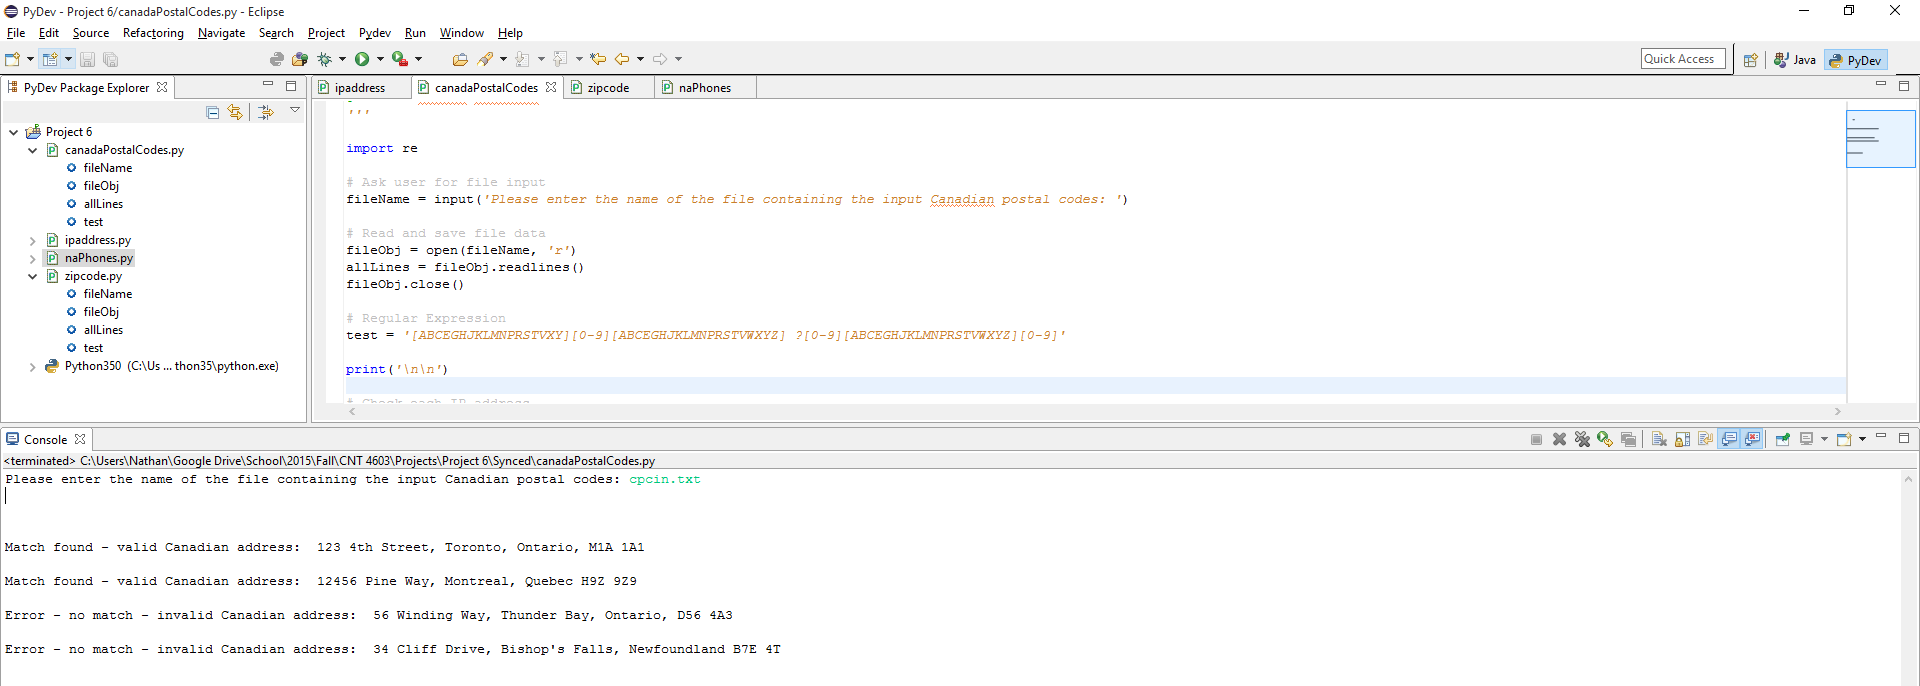 PyDev - Project 6/canadaPostalCodes.py - Eclipse
File Edit Source Refactoring Navigate Search Project Pydev Run Window Help
Quick Access Java PyDev
PyDev Package Explorer
ipaddress canadaPostalCodes zipcode naPhones
Project 6
canadaPostalCodes.py
fileName
fileObj
allLines
test
ipaddress.py
naPhones.py
zipcode.py
fileName
fileObj
allLines
test
Python350 (C:\Us ... thon35\python.exe)
'''
import re
# Ask user for file input
fileName = input('Please enter the name of the file containing the input Canadian postal codes: ')
# Read and save file data
fileObj = open(fileName, 'r')
allLines = fileObj.readlines()
fileObj.close()
# Regular Expression
test = '[ABCEGHJKLMNPRSTVXY][0-9][ABCEGHJKLMNPRSTVWXYZ] ?[0-9][ABCEGHJKLMNPRSTVWXYZ][0-9]'
print('\n\n')
# Check each IP address
Console
<terminated> C:\Users\Nathan\Google Drive\School\2015\Fall\CNT 4603\Projects\Project 6\Synced\canadaPostalCodes.py
Please enter the name of the file containing the input Canadian postal codes: cpcin.txt
Match found - valid Canadian address:  123 4th Street, Toronto, Ontario, M1A 1A1
Match found - valid Canadian address:  12456 Pine Way, Montreal, Quebec H9Z 9Z9
Error - no match - invalid Canadian address:  56 Winding Way, Thunder Bay, Ontario, D56 4A3
Error - no match - invalid Canadian address:  34 Cliff Drive, Bishop's Falls, Newfoundland B7E 4T